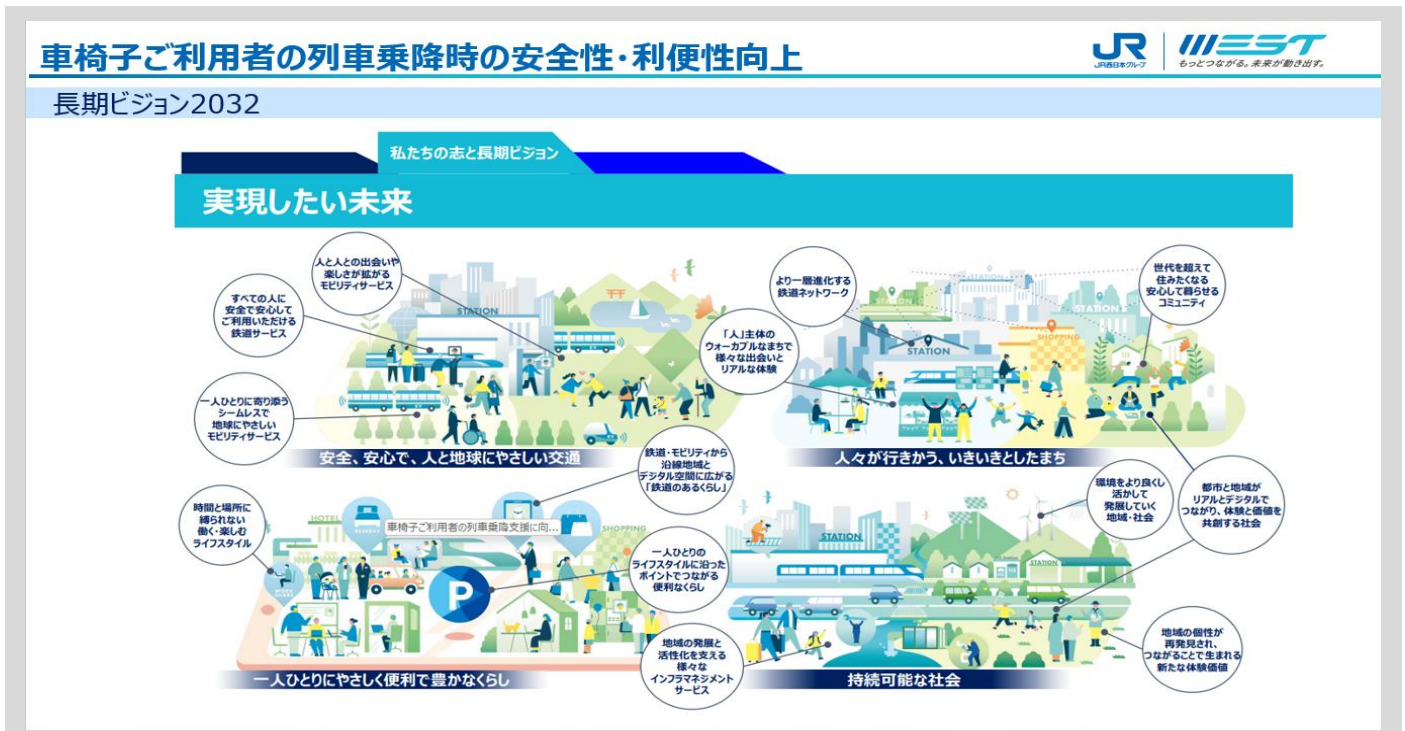 車椅子ご利用者の列車乗降時の安全性・利便性向上
JR
JR西日本グループ
WEST
もっとつながる。未来が動き出す。
長期ビジョン2032
私たちの志と長期ビジョン
実現したい未来
人と人との出会いや
楽しさが拡がる
モビリティサービス
すべての人に
安全で安心して
ご利用いただける
鉄道サービス
一人ひとりに寄り添う
シームレスで
地球にやさしい
モビリティサービス
STATION
安全、安心で、人と地球にやさしい交通
より一層進化する
鉄道ネットワーク
「人」主体の
ウォーカブルなまちで
様々な出会いと
リアルな体験
世代を超えて
住みたくなる
安心して暮らせる
コミュニティ
STATION
STATION
STATION
SHOPPING
人々が行きかう、いきいきとしたまち
時間と場所に
縛られない
働く・楽しむ
ライフスタイル
鉄道・モビリティから
沿線地域と
デジタル空間に広がる
「鉄道のあるくらし」
一人ひとりの
ライフスタイルに沿った
ポイントでつながる
便利なくらし
HOTEL
車椅子ご利用者の列車乗降支援に向...
SHOPPING
P
一人ひとりにやさしく便利で豊かなくらし
環境をより良くし
活かして
発展していく
地域・社会
都市と地域が
リアルとデジタルで
つながり、体験と価値を
共創する社会
地域の発展と
活性化を支える
様々な
インフラマネジメント
サービス
地域の個性が
再発見され、
つながることで生まれる
新たな体験価値
STATION
STATION
持続可能な社会